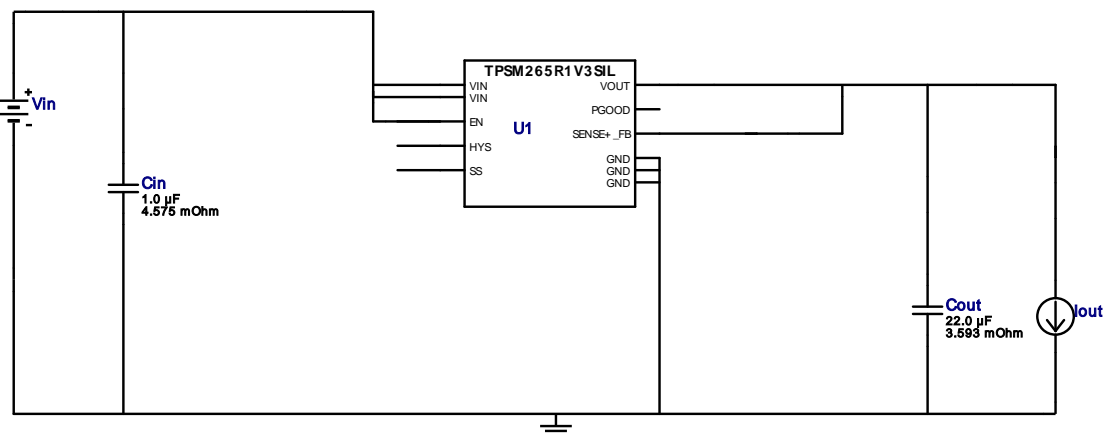 +
Vin
-
Cin
1.0 µF
4.575 mOhm
TPSM265R1V3SIL
VIN
VIN
EN
HYS
SS
U1
VOUT
PGOOD
SENSE+_FB
GND
GND
GND
Cout
22.0 µF
3.593 mOhm
Iout